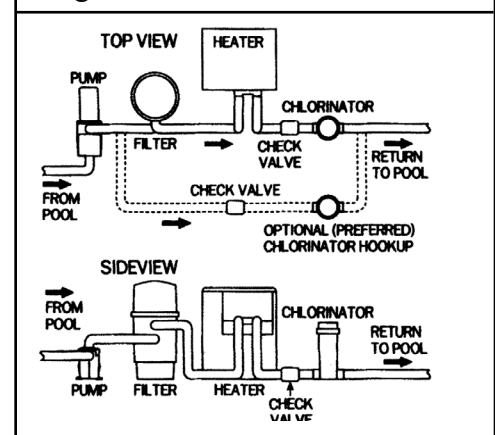 TOP VIEW
HEATER
PUMP
CHLORINATOR
FILTER
CHECK
VALVE
RETURN
TO POOL
FROM
POOL
CHECK VALVE
OPTIONAL (PREFERRED)
CHLORINATOR HOOKUP
SIDEVIEW
FROM
POOL
CHLORINATOR
RETURN
TO POOL
PUMP
FILTER
HEATER
CHECK
VALVE